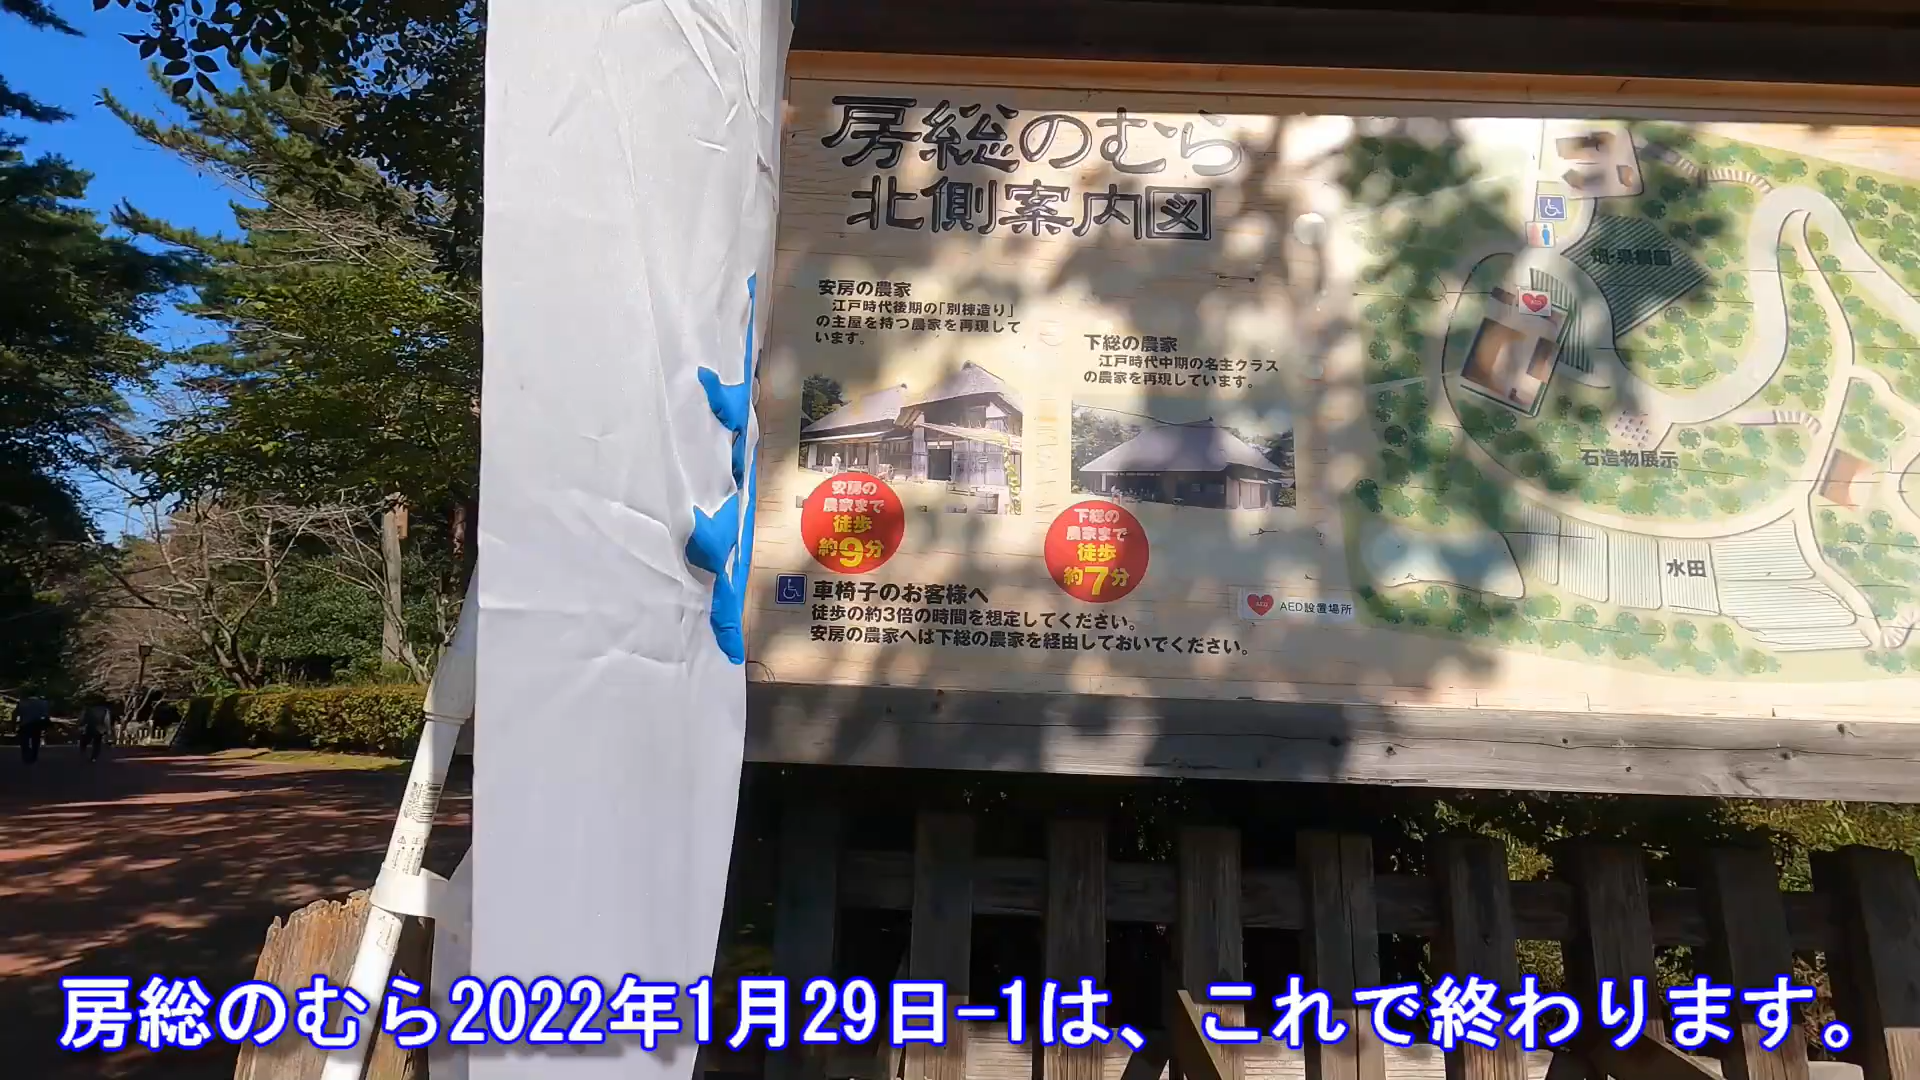 房総のむら
北側案内図
安房の農家
江戸時代後期の「別棟造り」
の主屋を持つ農家を再現して
います。
下総の農家
江戸時代中期の名主クラス
の農家を再現しています。
安房の
農家まで
徒歩
約9分
下総の
農家まで
徒歩
約7分
車椅子のお客様へ
徒歩の約3倍の時間を想定してください。
安房の農家へは下総の農家を経由しておいでください。
AED設置場所
畑・果樹園
石造物展示
水田
房総のむら2022年1月29日-1は、これで終わります。